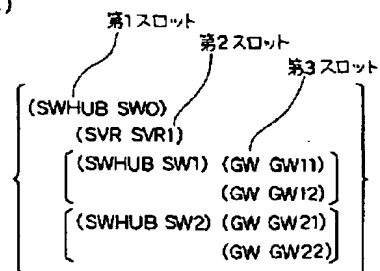 )
第1スロット
第2スロット
第3スロット
(SWHUB SW0)
(SVR SVR1)
(SWHUB SW1) (GW GW11)
(GW GW12)
(SWHUB SW2) (GW GW21)
(GW GW22)